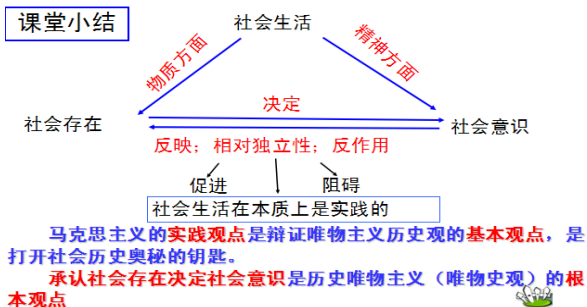 课堂小结
社会生活
物质方面
精神方面
决定
社会存在
社会意识
反映；相对独立性；反作用
促进
阻碍
社会生活在本质上是实践的
马克思主义的实践观点是辩证唯物主义历史观的基本观点，是
打开社会历史奥秘的钥匙。
承认社会存在决定社会意识是历史唯物主义（唯物史观）的根
本观点